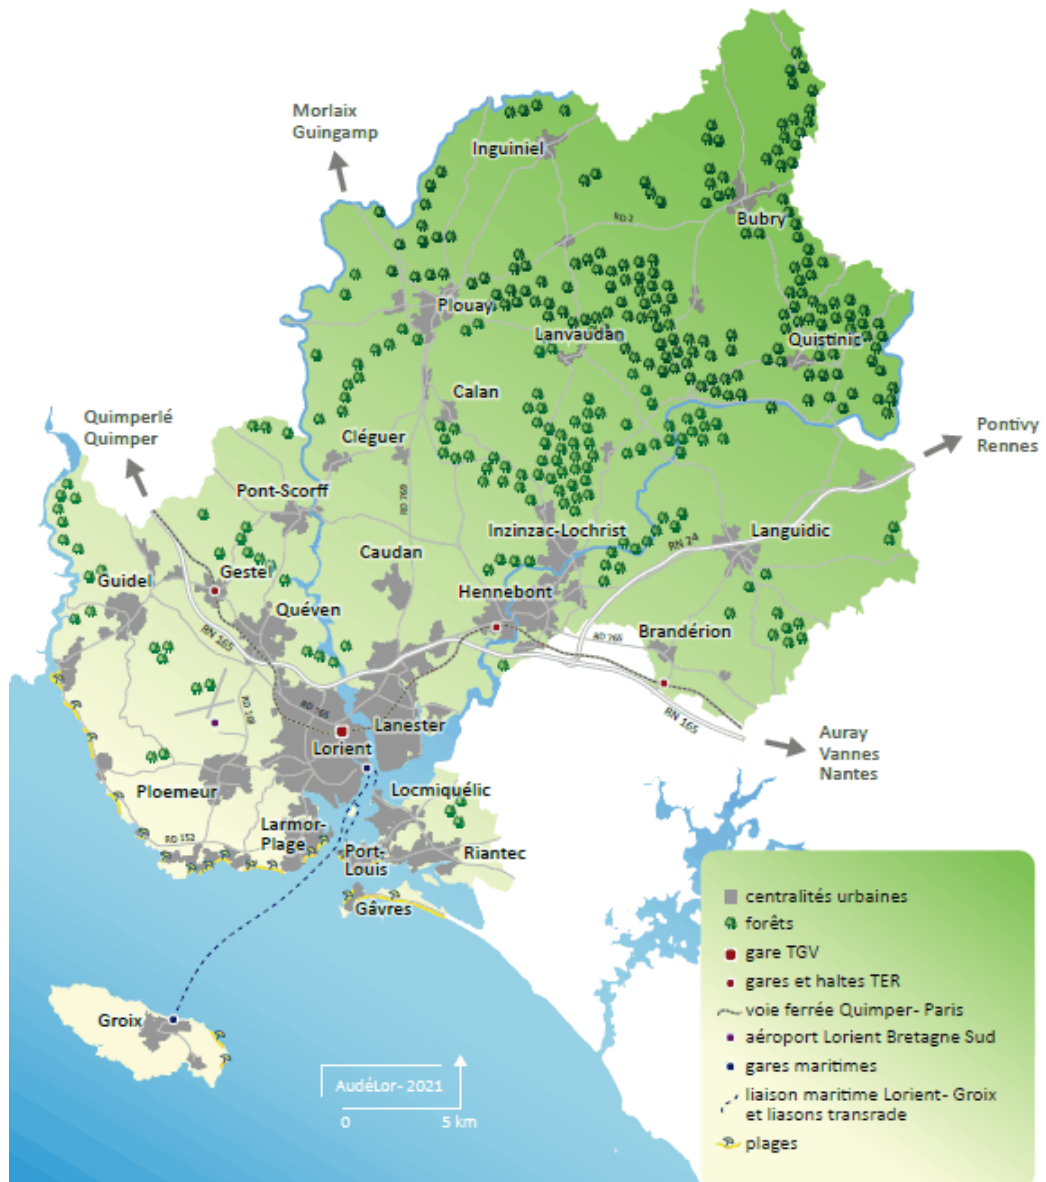 Morlaix
Guingamp
Inguiniel
RD 2
Bubry
Plouay
Lanvaudan
Quistinic
Calan
Quimperlé
Quimper
Cléguer
Pontivy
Rennes
Pont-Scorff
RD 769
Inzinzac-Lochrist
Languidic
RN 24
Caudan
Gestel
Guidel
Hennebont
Quéven
RN 165
RD 765
Brandérion
RD 765
RN 165
Lanester
Lorient
Auray
Vannes
Nantes
Ploemeur
Locmiquélic
Larmor-
Plage
RD 152
Port-
Louis
Riantec
Gâvres
Groix
AudéLor- 2021
0 5 km
centralités urbaines
forêts
gare TGV
gares et haltes TER
voie ferrée Quimper- Paris
aéroport Lorient Bretagne Sud
gares maritimes
liaison maritime Lorient- Groix
et liasons transrade
plages